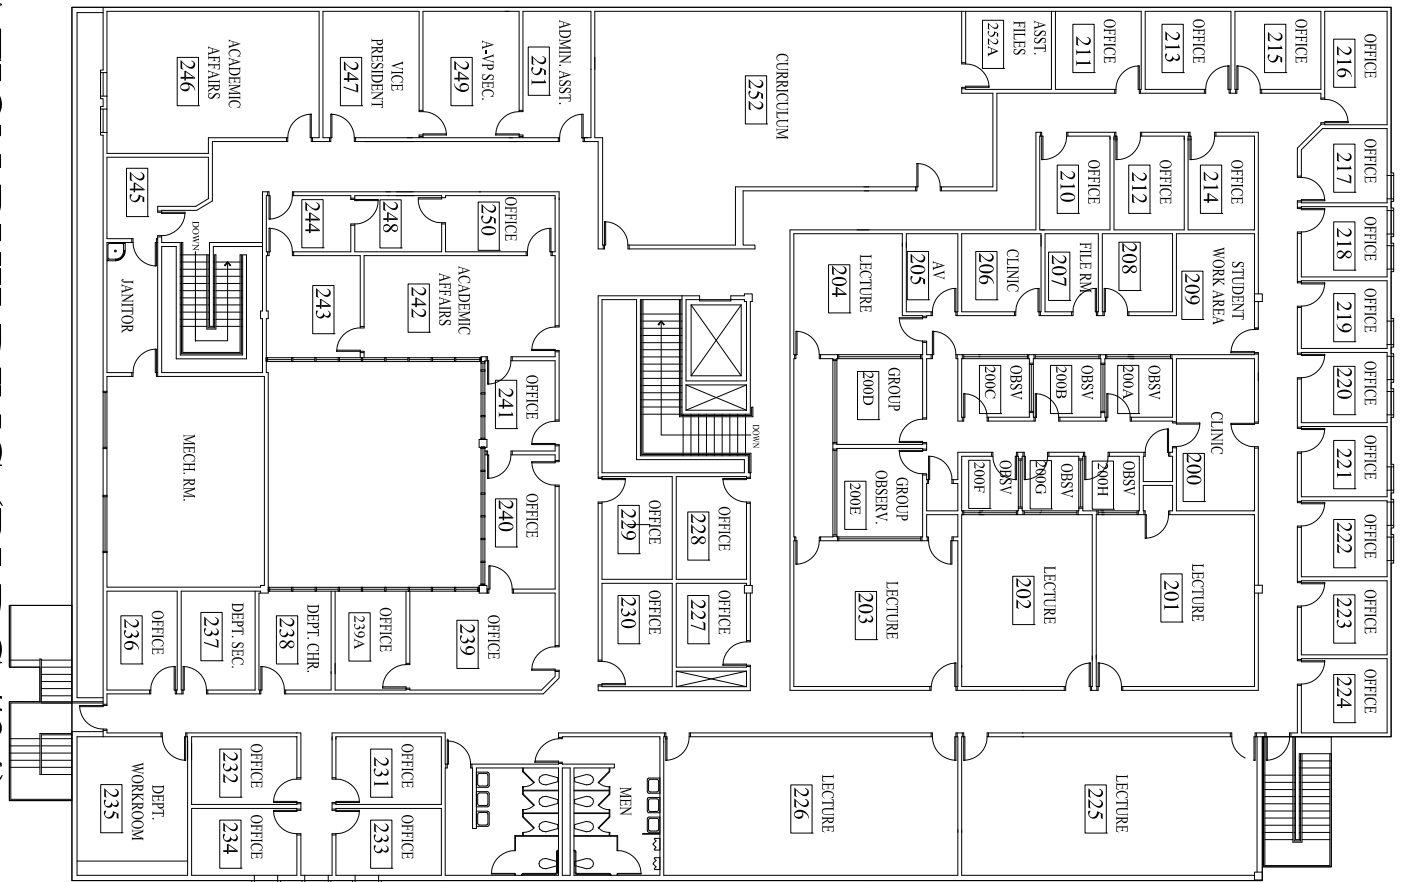 ACADEMIC
AFFAIRS
246
VICE
PRESIDENT
247
A-VP SEC.
249
ADMIN. ASST.
251
CURRICULUM
252
ASST.
FILES
252A
OFFICE
211
OFFICE
213
OFFICE
215
OFFICE
216
OFFICE
217
OFFICE
218
OFFICE
219
OFFICE
220
OFFICE
221
OFFICE
222
OFFICE
223
OFFICE
224
OFFICE
210
OFFICE
212
OFFICE
214
245
DOWN
JANITOR
244
248
OFFICE
250
243
ACADEMIC
AFFAIRS
242
OFFICE
241
OFFICE
240
MECH. RM.
DOWN
LECTURE
204
AV
205
CLINIC
206
FILE RM
207
208
STUDENT
WORK AREA
209
GROUP
200D
OBSV
200C
OBSV
200B
OBSV
200A
CLINIC
200
GROUP
OBSERV.
200E
OBSV
200F
OBSV
200G
OBSV
200H
OFFICE
229
OFFICE
228
OFFICE
230
OFFICE
227
LECTURE
203
LECTURE
202
LECTURE
201
OFFICE
236
DEPT. SEC.
237
DEPT. CHR.
238
OFFICE
239A
OFFICE
239
DEPT.
WORKROOM
235
OFFICE
232
OFFICE
234
OFFICE
231
OFFICE
233
MEN
LECTURE
226
LECTURE
225